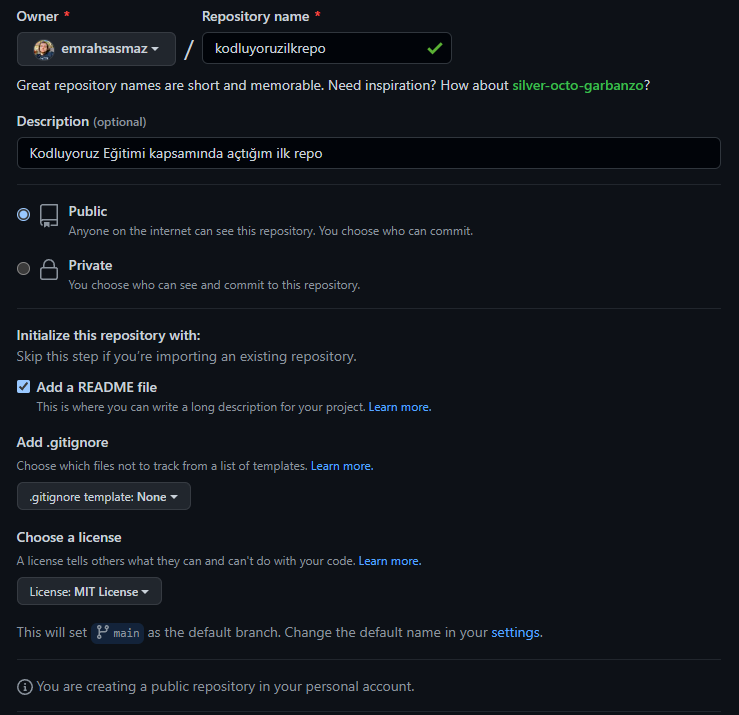 Owner * Repository name *
emrahsasmaz / kodluyoruzilkrepo
Great repository names are short and memorable. Need inspiration? How about silver-octo-garbanzo?
Description (optional)
Kodluyoruz Eğitimi kapsamında açtığım ilk repo
Public
Anyone on the internet can see this repository. You choose who can commit.
Private
You choose who can see and commit to this repository.
Initialize this repository with:
Skip this step if you’re importing an existing repository.
Add a README file
This is where you can write a long description for your project. Learn more.
Add .gitignore
Choose which files not to track from a list of templates. Learn more.
.gitignore template: None
Choose a license
A license tells others what they can and can't do with your code. Learn more.
License: MIT License
This will set main as the default branch. Change the default name in your settings.
You are creating a public repository in your personal account.